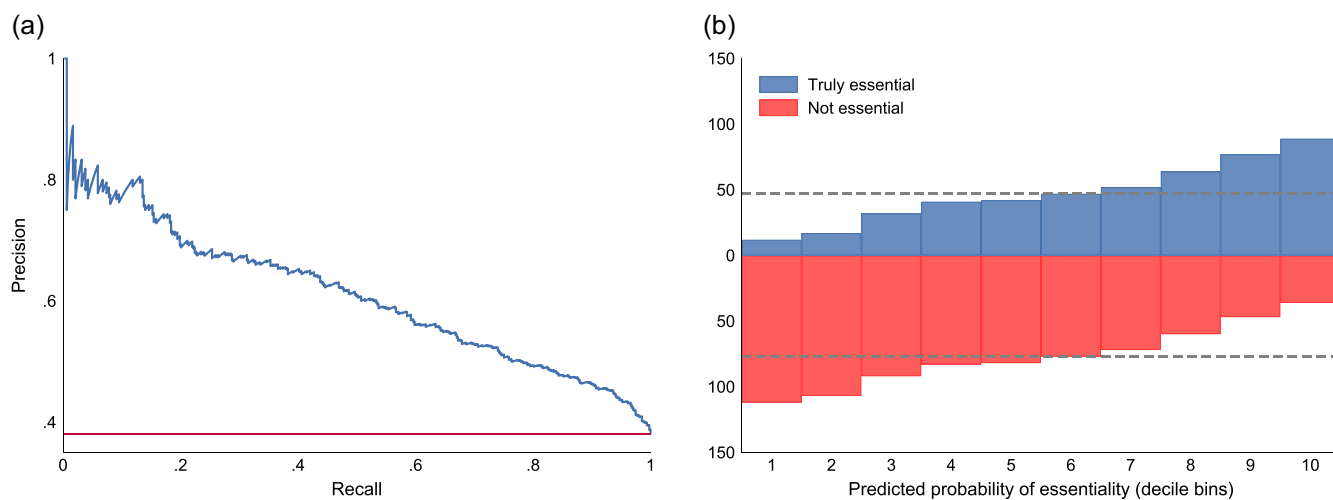 (a)
1
.8
.6
.4
Precision
0 .2 .4 .6 .8 1
Recall
(b)
150
100
50
0
50
100
150
Truly essential
Not essential
1 2 3 4 5 6 7 8 9 10
Predicted probability of essentiality (decile bins)